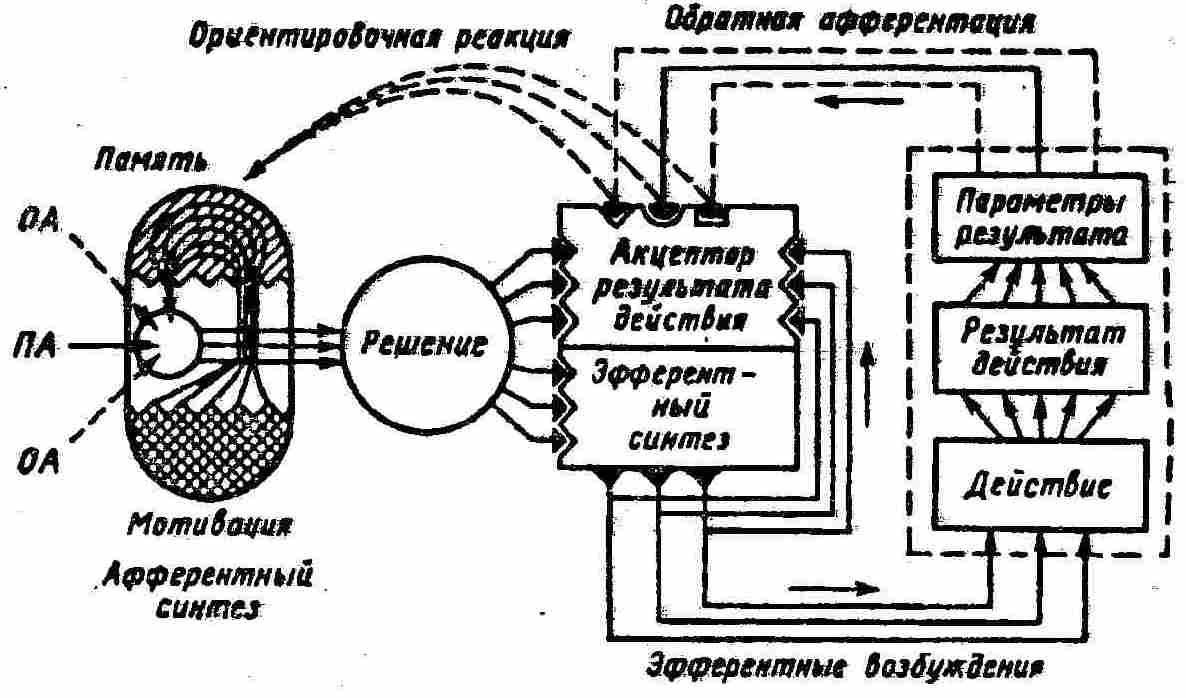 Ориентировочная реакция
Обратная афферентация
Память
ОА
ПА
ОА
Мотивация
Афферентный
синтез
Решение
Акцептор
результата
действия
Эфферент-
ный
синтез
Параметры
результата
Результат
действия
Действие
Эфферентные возбуждения